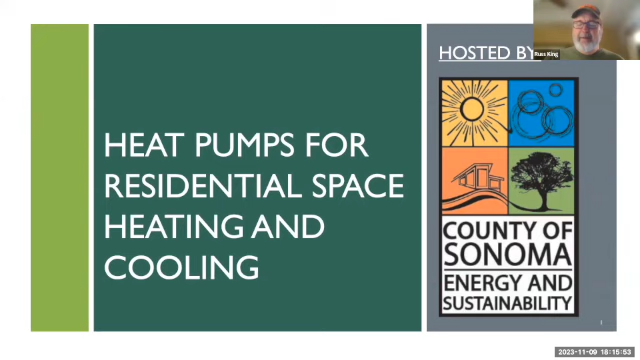 HEAT PUMPS FOR
RESIDENTIAL SPACE
HEATING AND
COOLING
HOSTED BY:
COUNTY OF
SONOMA
ENERGY AND
SUSTAINABILITY
1
Russ King
2023-11-09 18:15:53